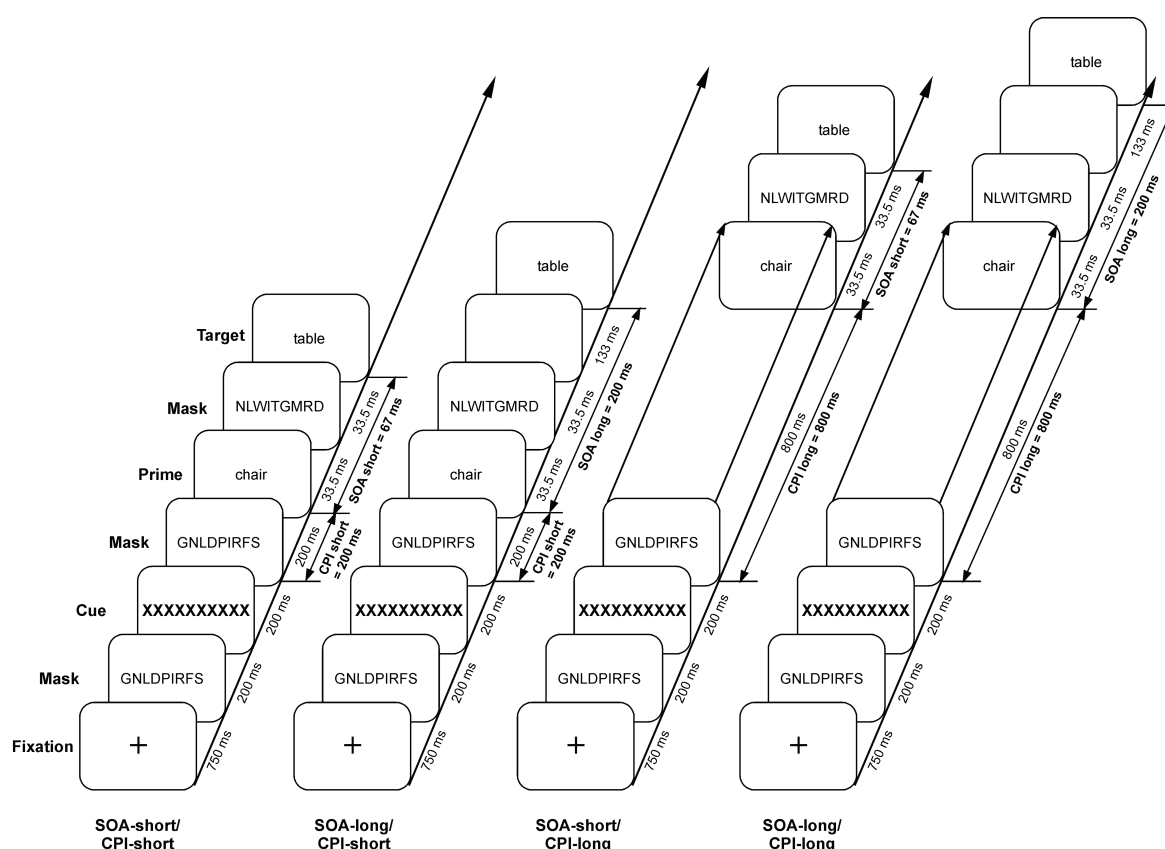 table
table
133 ms
table
NLWITGMRD
33.5 ms
SOA long = 200 ms
chair
33.5 ms
800 ms
CPI long = 800 ms
GNLDPIRFS
XXXXXXXXXX
200 ms
GNLDPIRFS
200 ms
+
750 ms
SOA-long/
CPI-long
table
NLWITGMRD
33.5 ms
SOA short = 67 ms
chair
33.5 ms
800 ms
CPI long = 800 ms
GNLDPIRFS
XXXXXXXXXX
200 ms
GNLDPIRFS
200 ms
+
750 ms
SOA-short/
CPI-long
133 ms
SOA long = 200 ms
NLWITGMRD
33.5 ms
chair
33.5 ms
CPI short
= 200 ms
200 ms
GNLDPIRFS
XXXXXXXXXX
200 ms
GNLDPIRFS
200 ms
+
750 ms
SOA-long/
CPI-short
Target
table
Mask
NLWITGMRD
33.5 ms
SOA short = 67 ms
Prime
chair
33.5 ms
CPI short
= 200 ms
Mask
GNLDPIRFS
200 ms
Cue
XXXXXXXXXX
200 ms
Mask
GNLDPIRFS
200 ms
Fixation
+
750 ms
SOA-short/
CPI-short